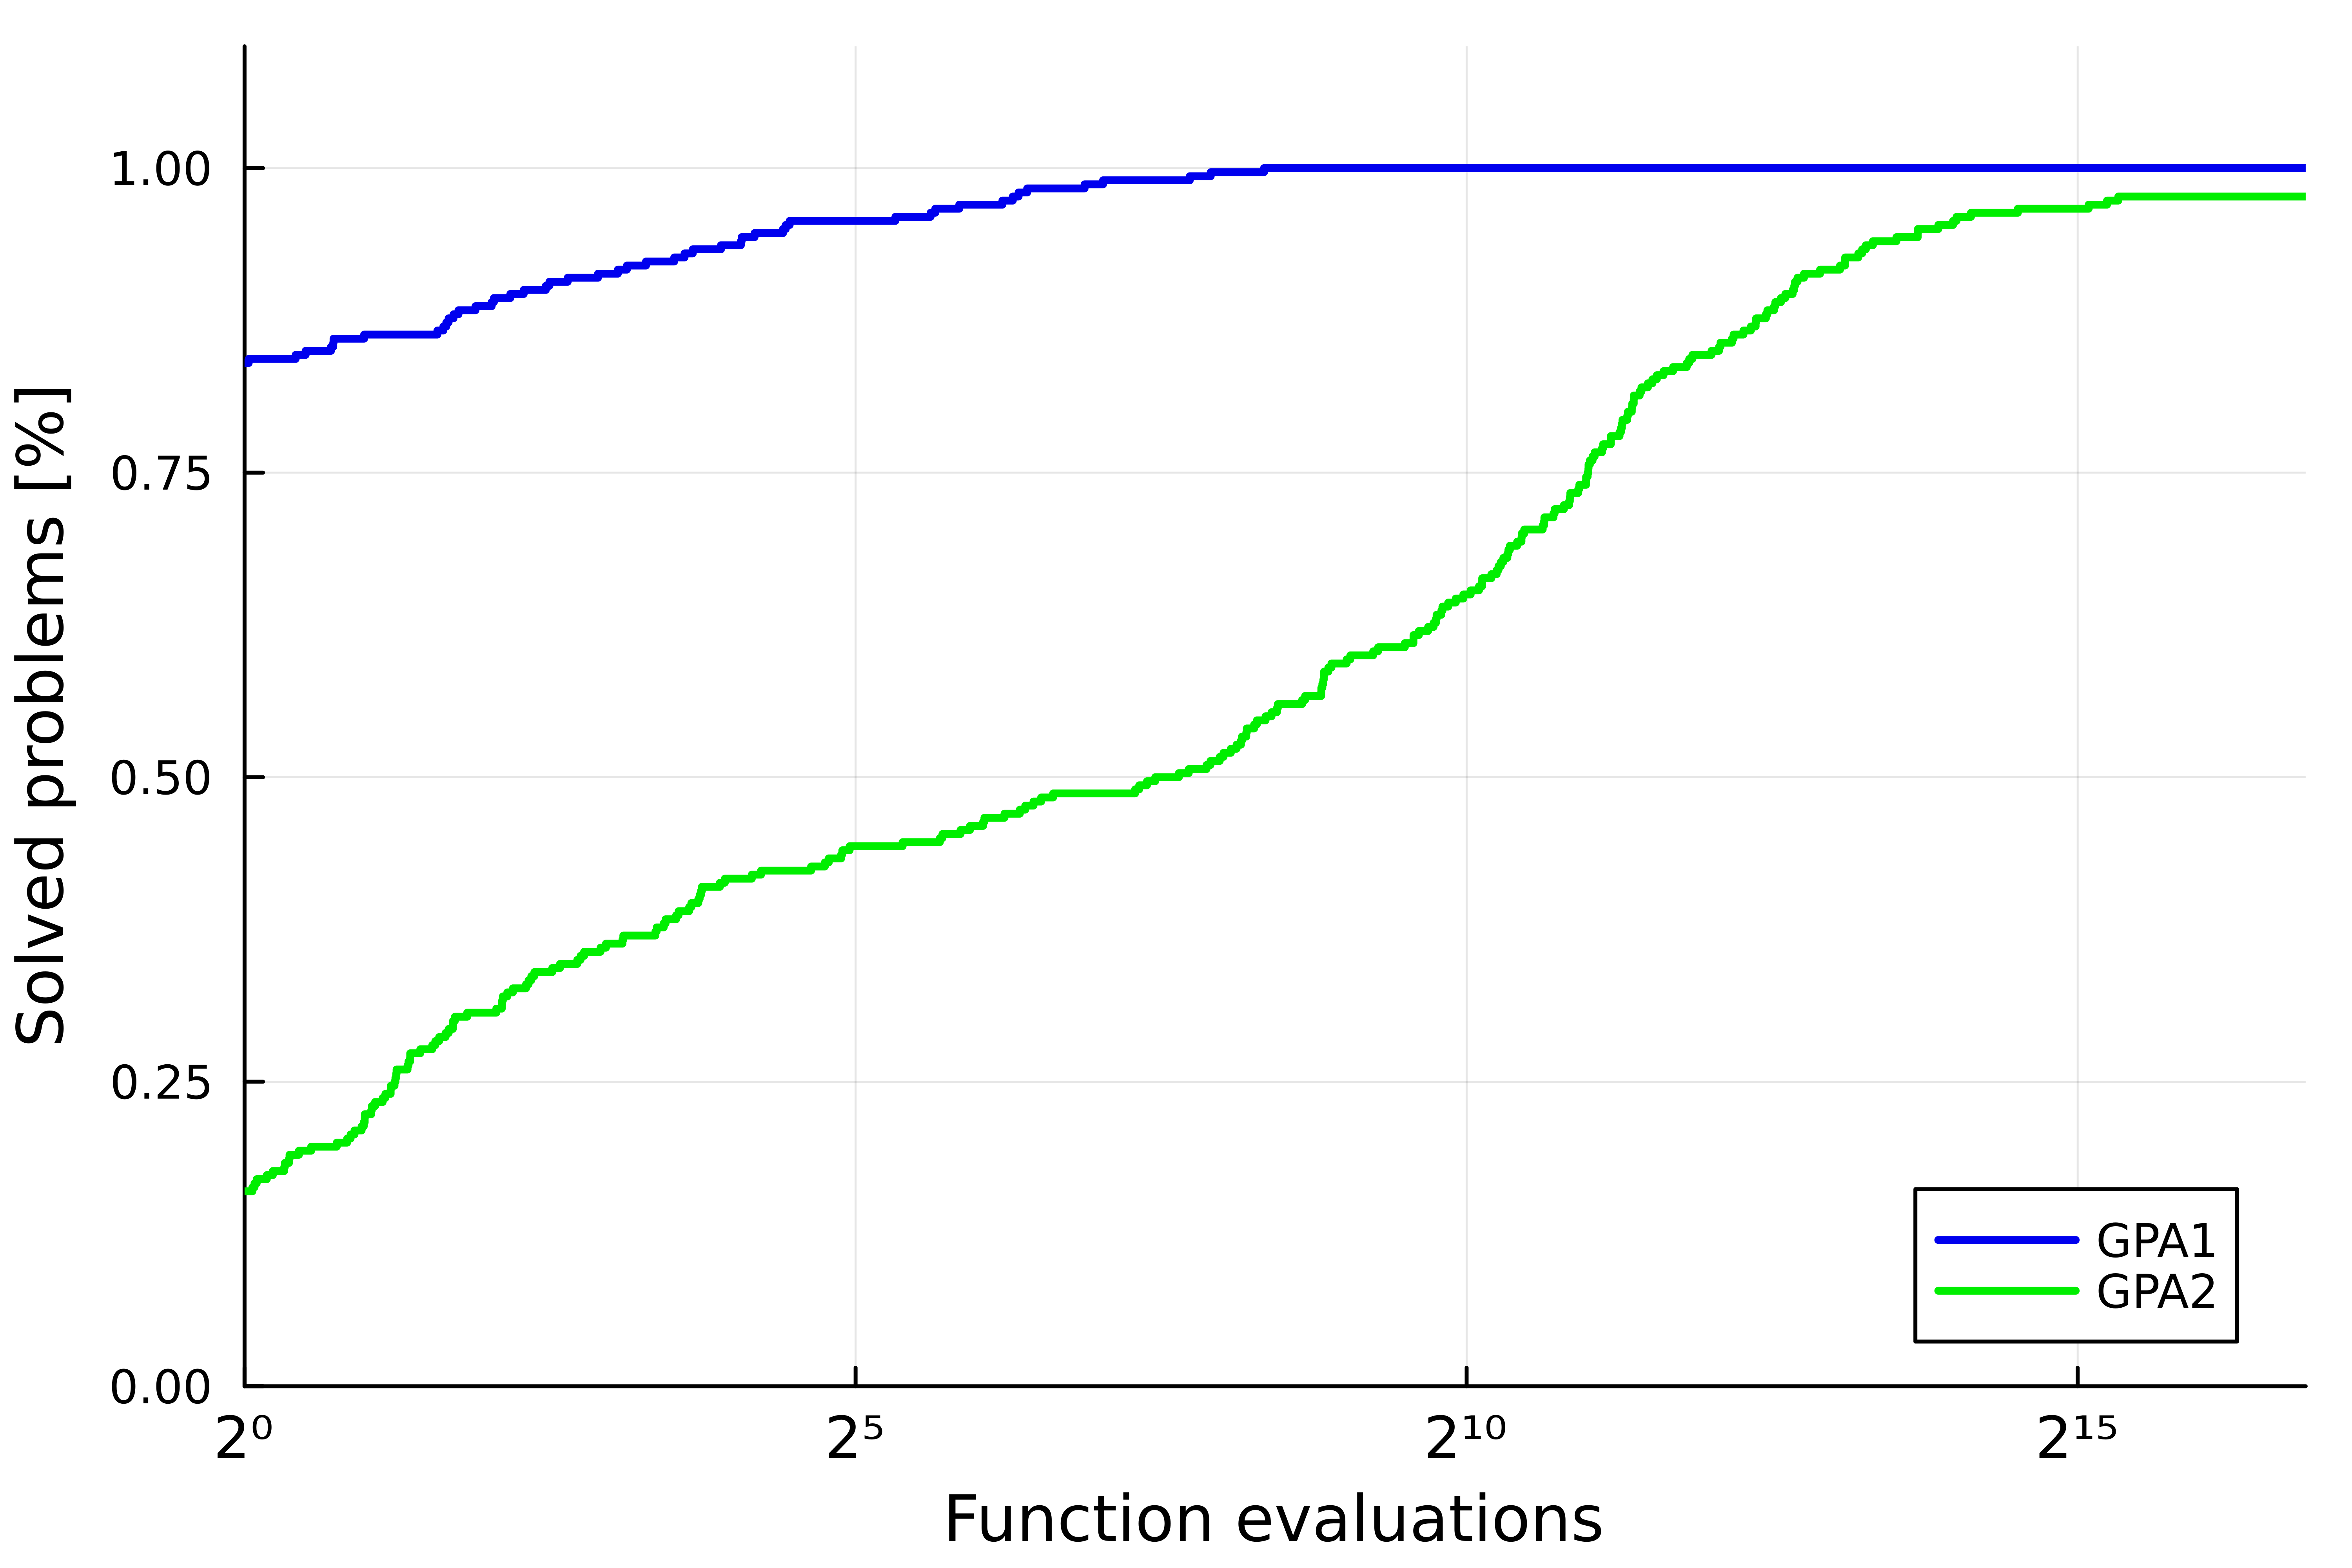 1.00
0.75
0.50
0.25
0.00
Solved problems [%]
2⁰ 2⁵ 2¹⁰ 2¹⁵
Function evaluations
GPA1
GPA2